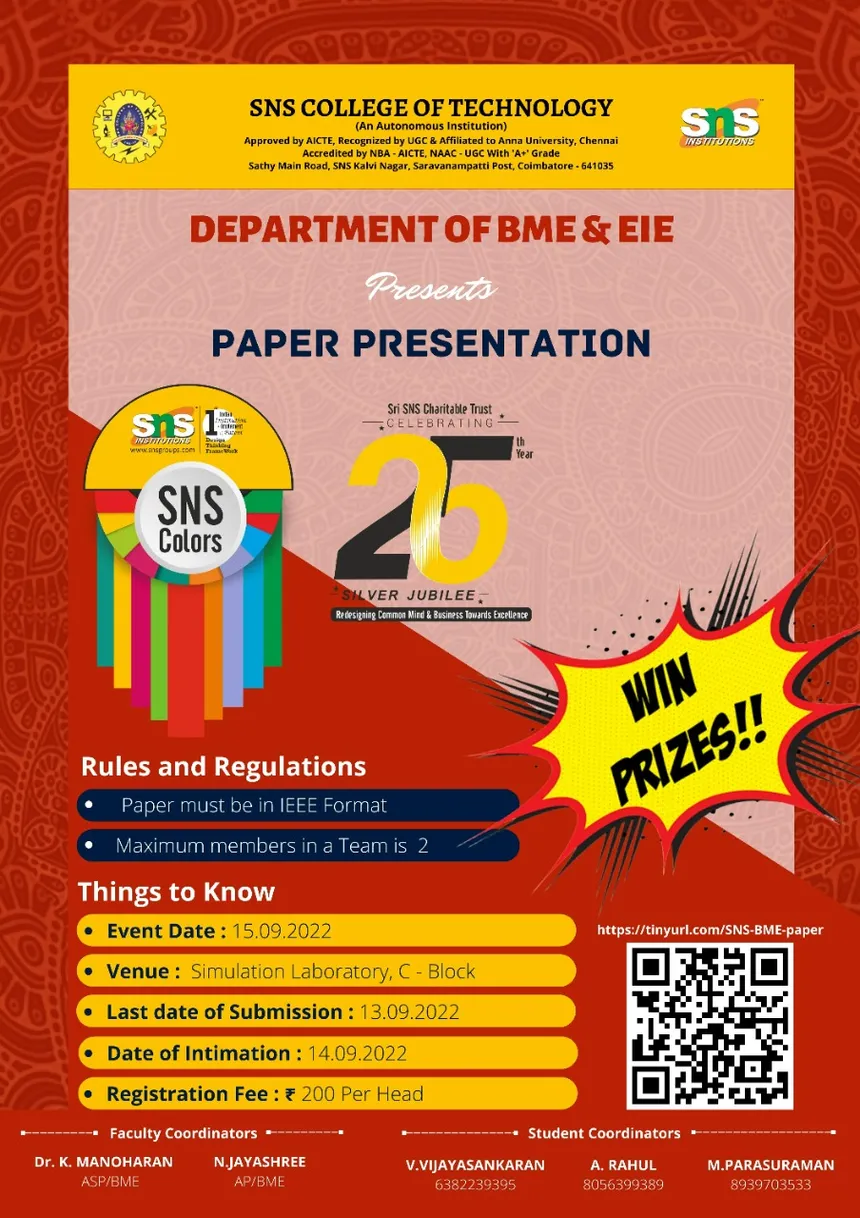 SNS COLLEGE OF TECHNOLOGY
(An Autonomous Institution)
Approved by AICTE, Recognized by UGC & Affiliated to Anna University, Chennai
Accredited by NBA - AICTE, NAAC - UGC With 'A+' Grade
Sathy Main Road, SNS Kalvi Nagar, Saravanampatti Post, Coimbatore - 641035
sns
INSTITUTIONS
DEPARTMENT OF BME & EIE
Presents
PAPER PRESENTATION
sns
INSTITUTIONS
www.snsgroups.com
Design
Thinking
FrameWork
SNS
Colors
Sri SNS Charitable Trust
CELEBRATING
25
th
Year
SILVER JUBILEE
Redesigning Common Mind & Business Towards Excellence
WIN
PRIZES!!
Rules and Regulations
• Paper must be in IEEE Format
• Maximum members in a Team is 2
Things to Know
• Event Date : 15.09.2022
• Venue : Simulation Laboratory, C - Block
• Last date of Submission : 13.09.2022
• Date of Intimation : 14.09.2022
• Registration Fee : ₹ 200 Per Head
https://tinyurl.com/SNS-BME-paper
Faculty Coordinators
Dr. K. MANOHARAN
ASP/BME
N.JAYASHREE
AP/BME
Student Coordinators
V.VIJAYASANKARAN
6382239395
A. RAHUL
8056399389
M.PARASURAMAN
8939703533